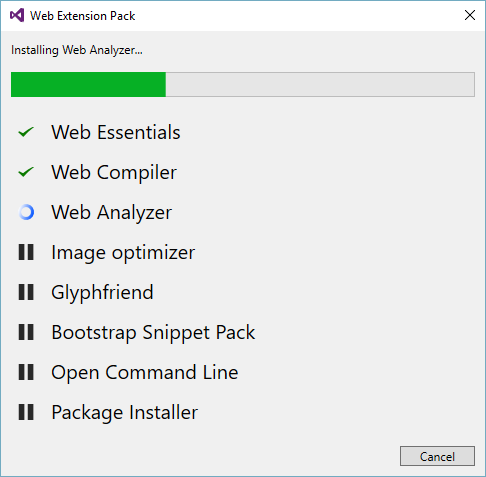 Web Extension Pack
Installing Web Analyzer...
Web Essentials
Web Compiler
Web Analyzer
Image optimizer
Glyphfriend
Bootstrap Snippet Pack
Open Command Line
Package Installer
Cancel